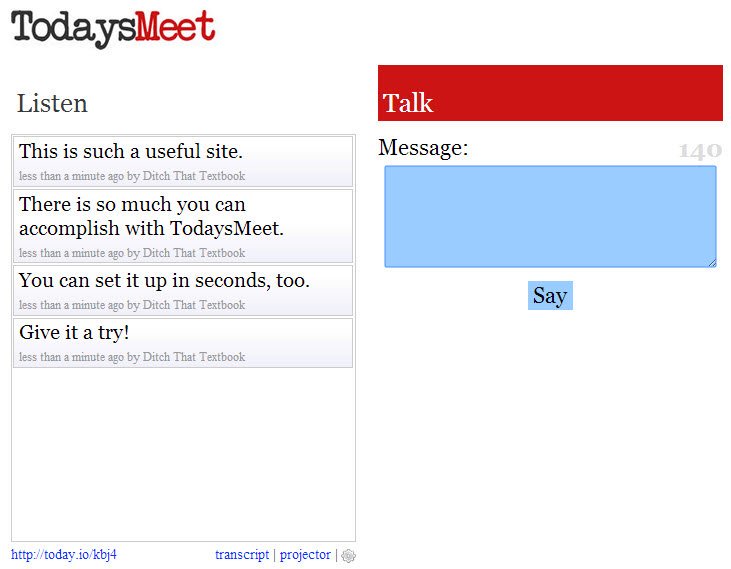 TodaysMeet
Listen
This is such a useful site.
less than a minute ago by Ditch That Textbook
There is so much you can
accomplish with TodaysMeet.
less than a minute ago by Ditch That Textbook
You can set it up in seconds, too.
less than a minute ago by Ditch That Textbook
Give it a try!
less than a minute ago by Ditch That Textbook
http://today.io/kbj4 transcript | projector |
Talk
Message: 140
Say